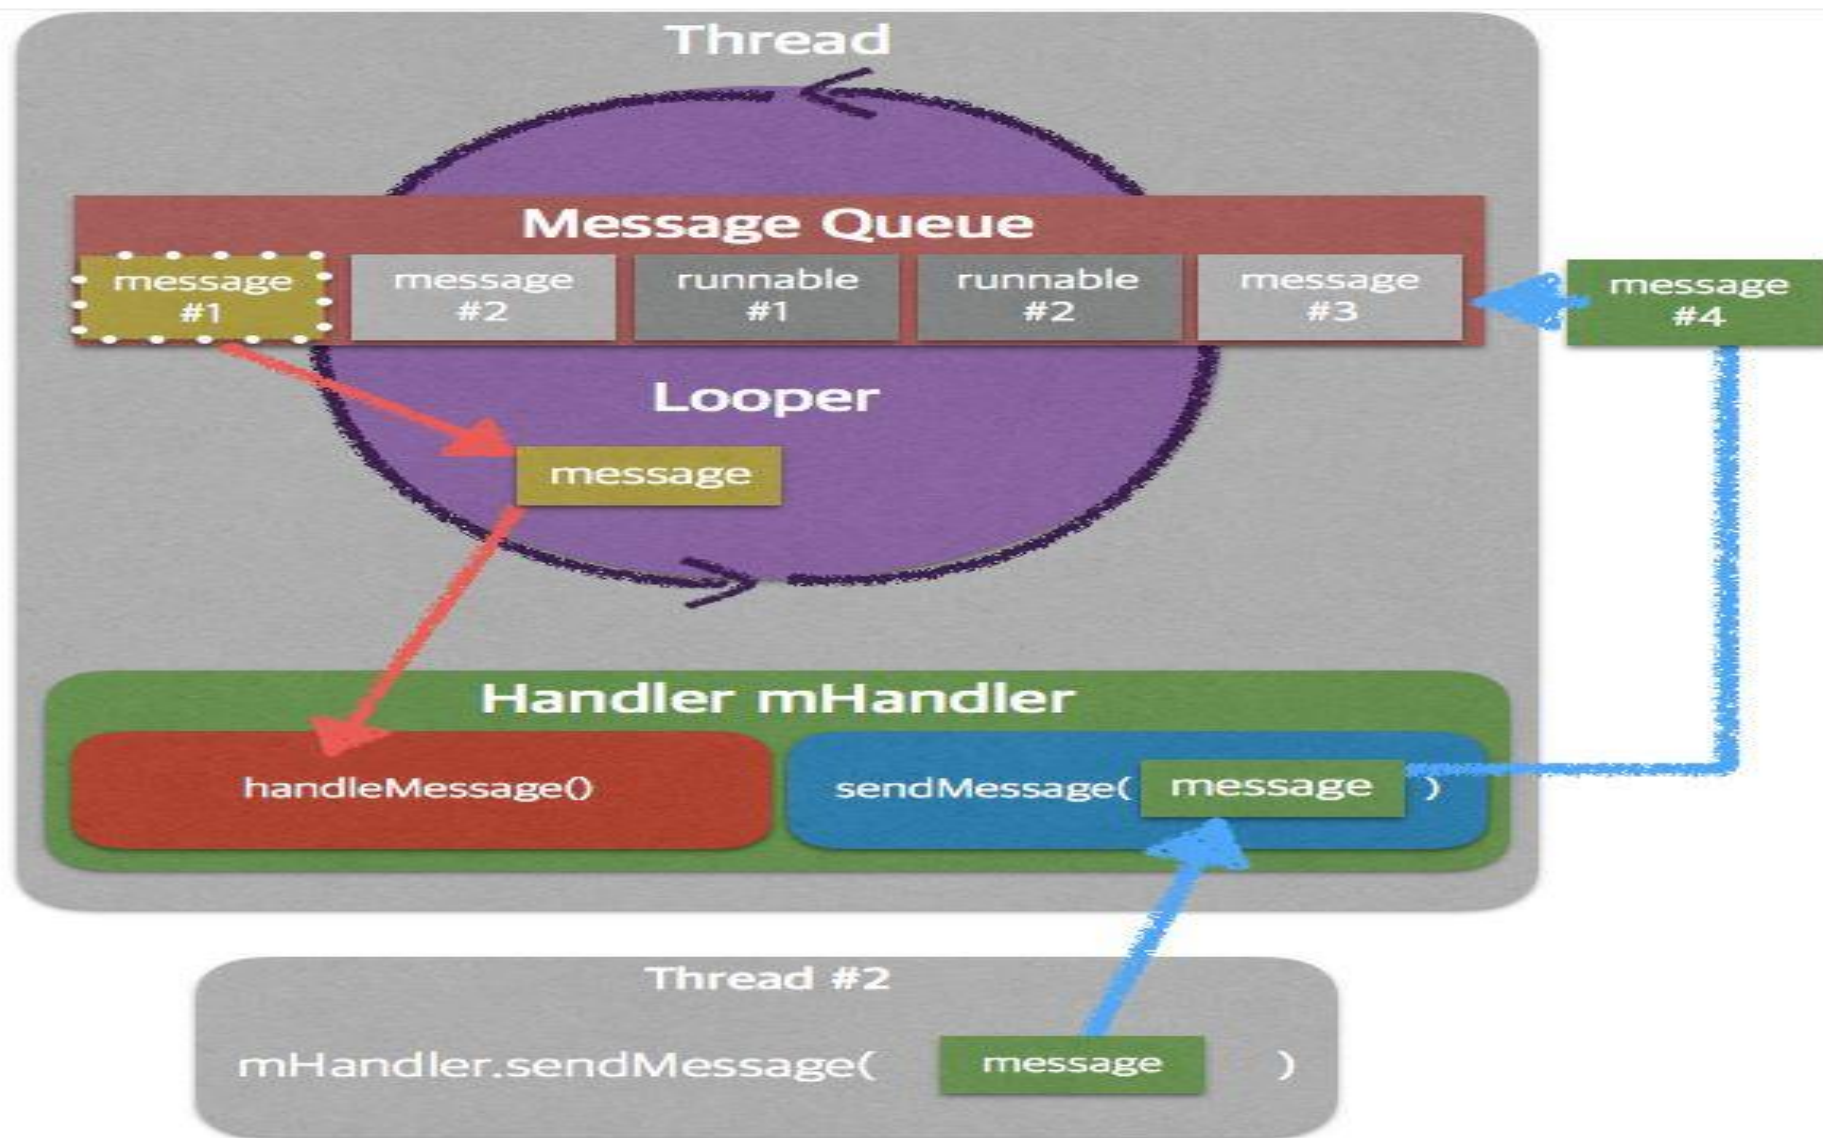 Thread
Message Queue
message
#1
message
#2
runnable
#1
runnable
#2
message
#3
message
#4
Looper
message
Handler mHandler
handleMessage()
sendMessage( message )
Thread #2
mHandler.sendMessage( message )